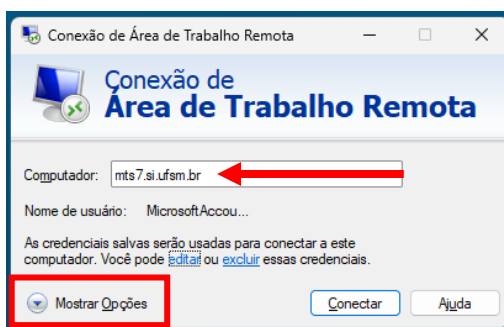 Conexão de Área de Trabalho Remota
Conexão de
Área de Trabalho Remota
Computador: mts7.si.ufsm.br
Nome de usuário: MicrosoftAccou...
As credenciais salvas serão usadas para conectar a este
computador. Você pode editar ou excluir essas credenciais.
Mostrar Opções Conectar Ajuda